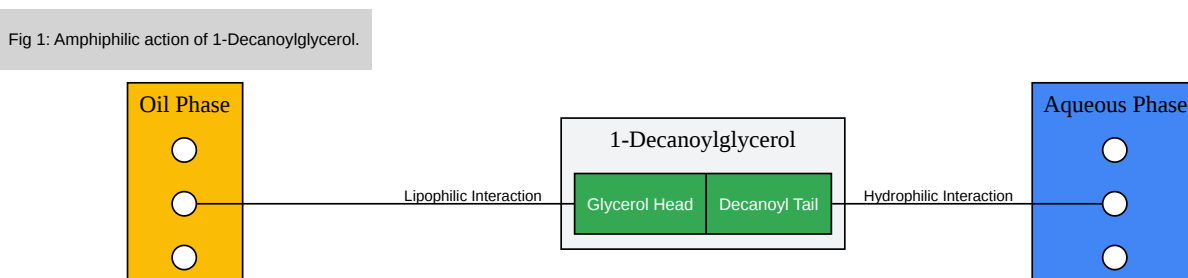 Fig 1: Amphiphilic action of 1-Decanoylglycerol.
Oil Phase
Aqueous Phase
1-Decanoylglycerol
Lipophilic Interaction
Glycerol Head
Decanoyl Tail
Hydrophilic Interaction